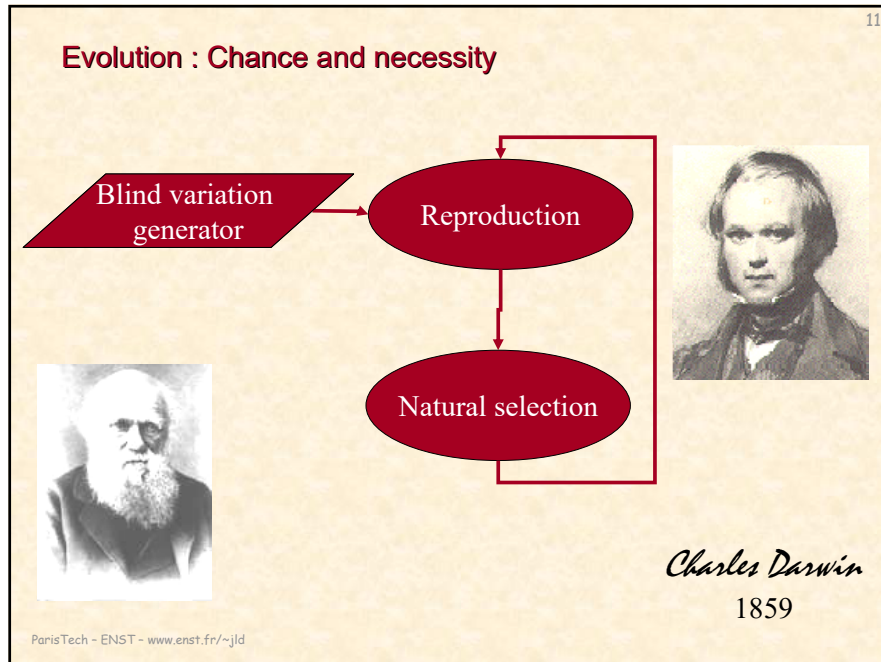 11
Evolution : Chance and necessity
Blind variation
generator
Reproduction
Natural selection
Charles Darwin
1859
ParisTech – ENST – www.enst.fr/~jld